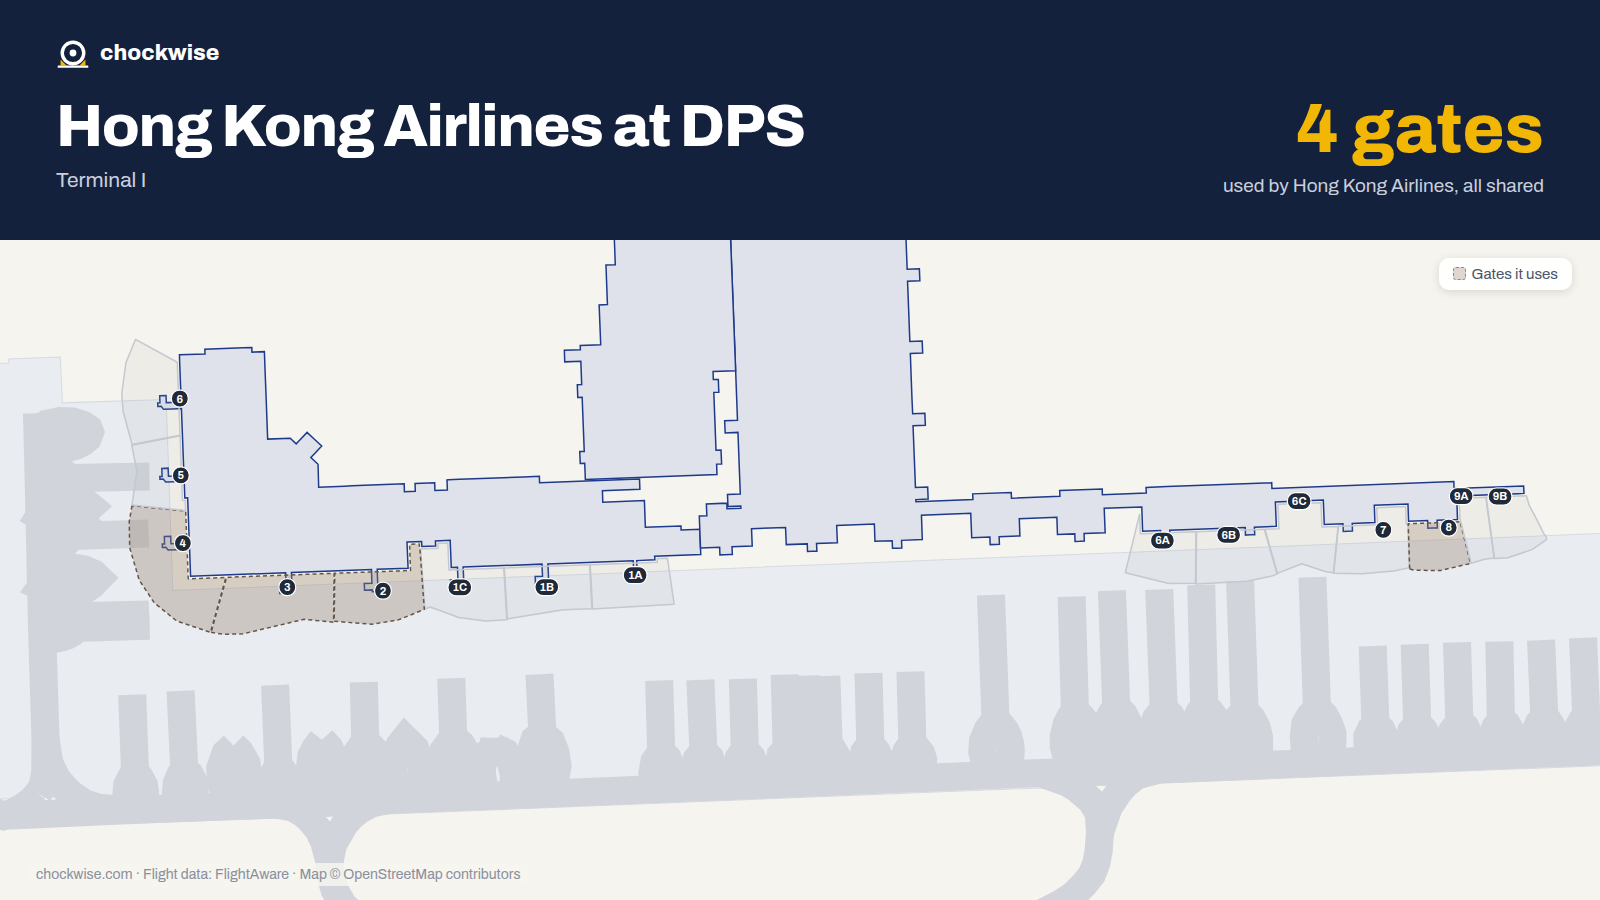 chockwise
Hong Kong Airlines at DPS
Terminal I
4 gates
used by Hong Kong Airlines, all shared
Gates it uses
6
5
4
3
2
1C
1B
1A
6A
6B
6C
7
8
9A
9B
chockwise.com · Flight data: FlightAware · Map © OpenStreetMap contributors